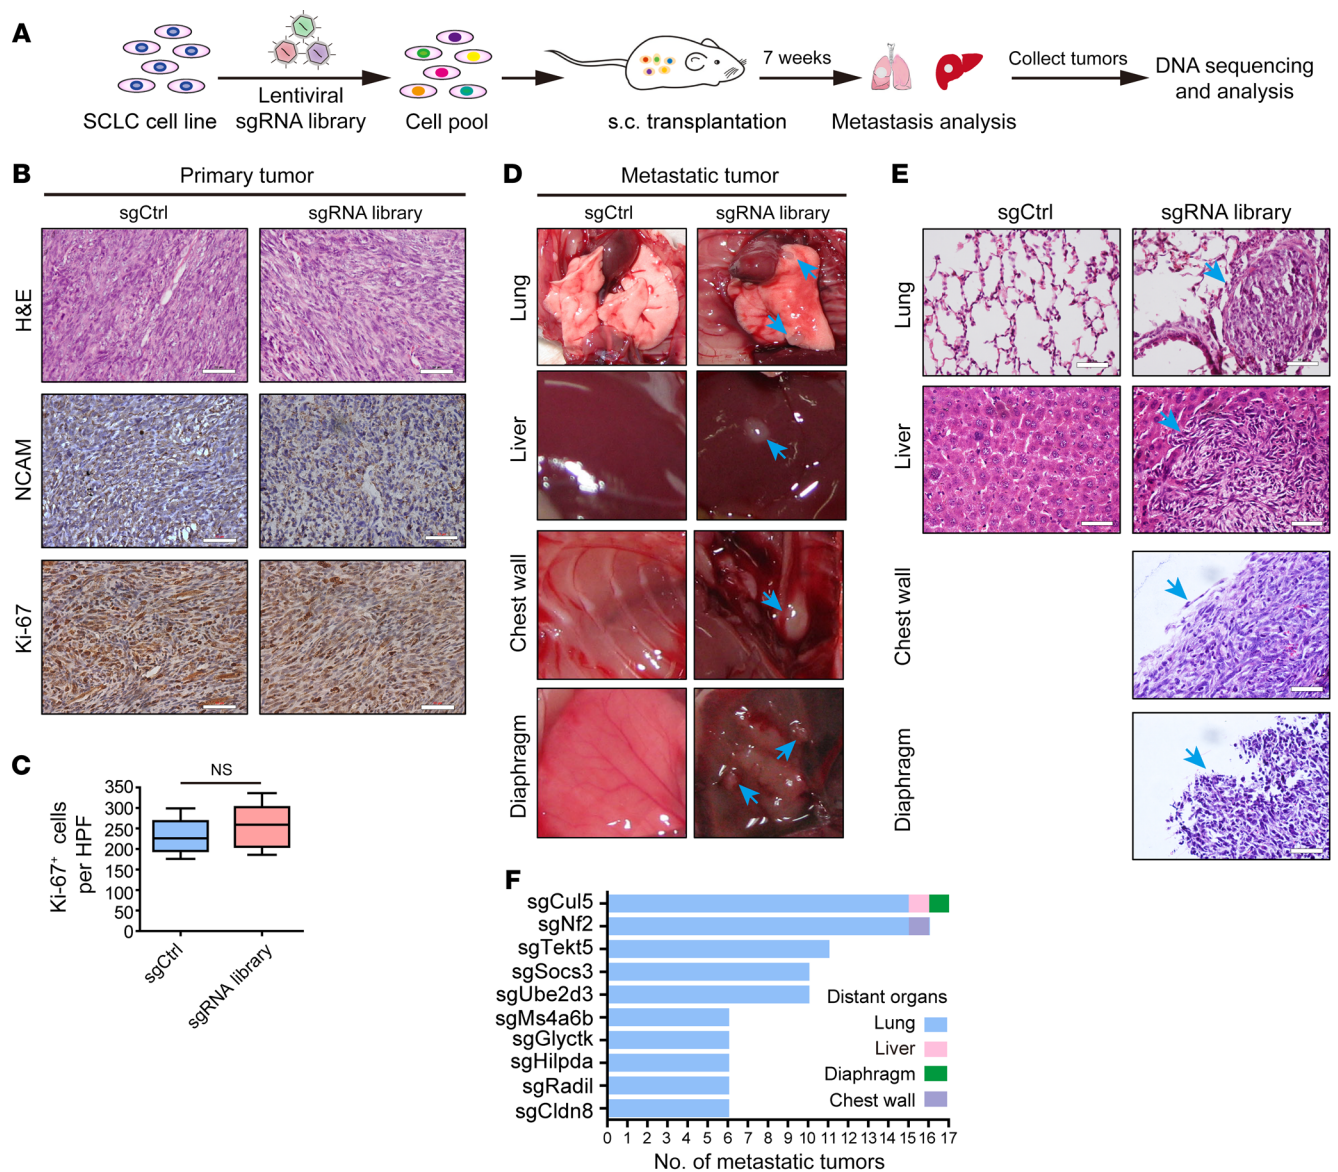 A
SCLC cell line
Lentiviral
sgRNA library
Cell pool
s.c. transplantation
7 weeks
Metastasis analysis
Collect tumors
DNA sequencing
and analysis
B
Primary tumor
sgCtrl
sgRNA library
H&E
NCAM
Ki-67
C
NS
Ki-67+ cells
per HPF
350
300
250
200
150
100
50
0
sgCtrl
sgRNA library
D
Metastatic tumor
sgCtrl
sgRNA library
Lung
Liver
Chest wall
Diaphragm
E
sgCtrl
sgRNA library
Lung
Liver
Chest wall
Diaphragm
F
sgCul5
sgNf2
sgTekt5
sgSocs3
sgUbe2d3
sgMs4a6b
sgGlyctk
sgHilpda
sgRadil
sgCldn8
Distant organs
Lung
Liver
Diaphragm
Chest wall
0 1 2 3 4 5 6 7 8 9 10 11 12 13 14 15 16 17
No. of metastatic tumors